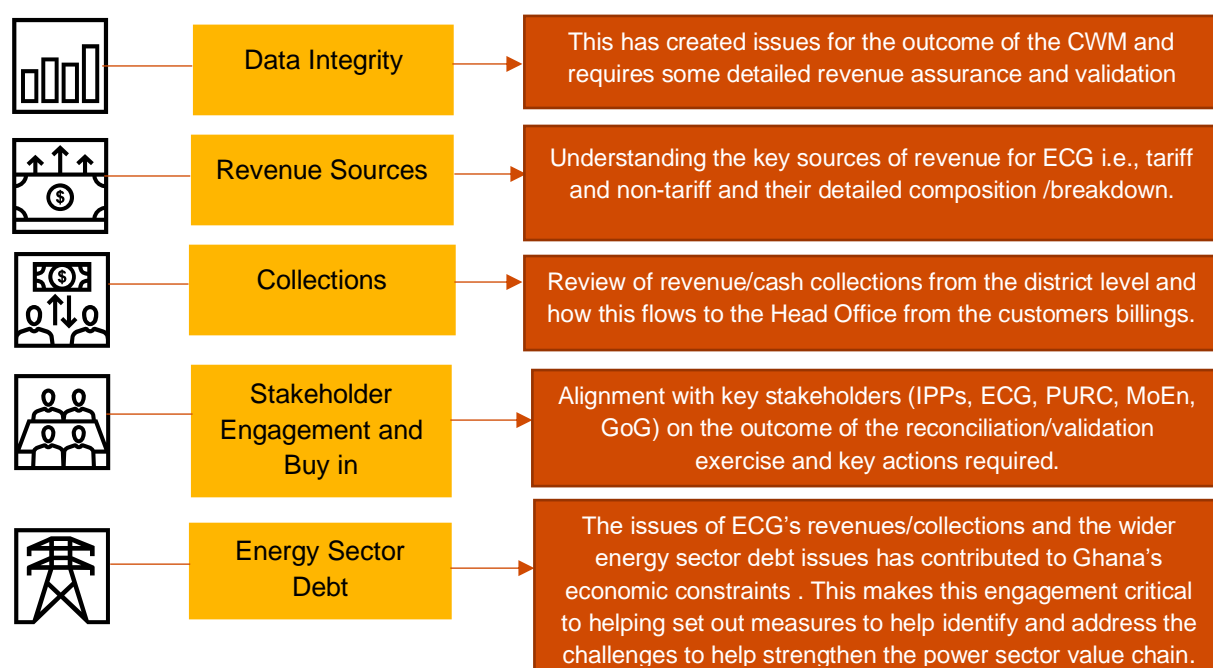 Data Integrity
This has created issues for the outcome of the CWM and
requires some detailed revenue assurance and validation
Revenue Sources
Understanding the key sources of revenue for ECG i.e., tariff
and non-tariff and their detailed composition /breakdown.
Collections
Review of revenue/cash collections from the district level and
how this flows to the Head Office from the customers billings.
Stakeholder
Engagement and
Buy in
Alignment with key stakeholders (IPPs, ECG, PURC, MoEn,
GoG) on the outcome of the reconciliation/validation
exercise and key actions required.
Energy Sector
Debt
The issues of ECG’s revenues/collections and the wider
energy sector debt issues has contributed to Ghana’s
economic constraints . This makes this engagement critical
to helping set out measures to help identify and address the
challenges to help strengthen the power sector value chain.